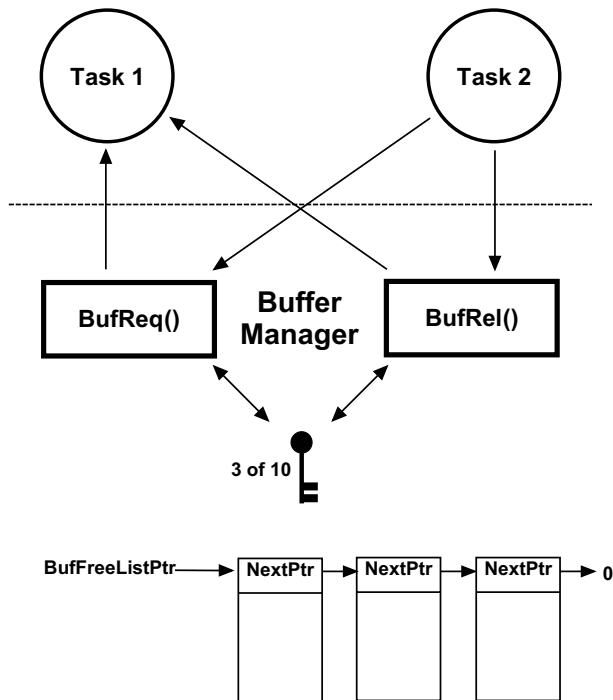 Task 1
Task 2
BufReq()
Buffer
Manager
BufRel()
3 of 10
BufFreeListPtr
NextPtr
NextPtr
NextPtr
0